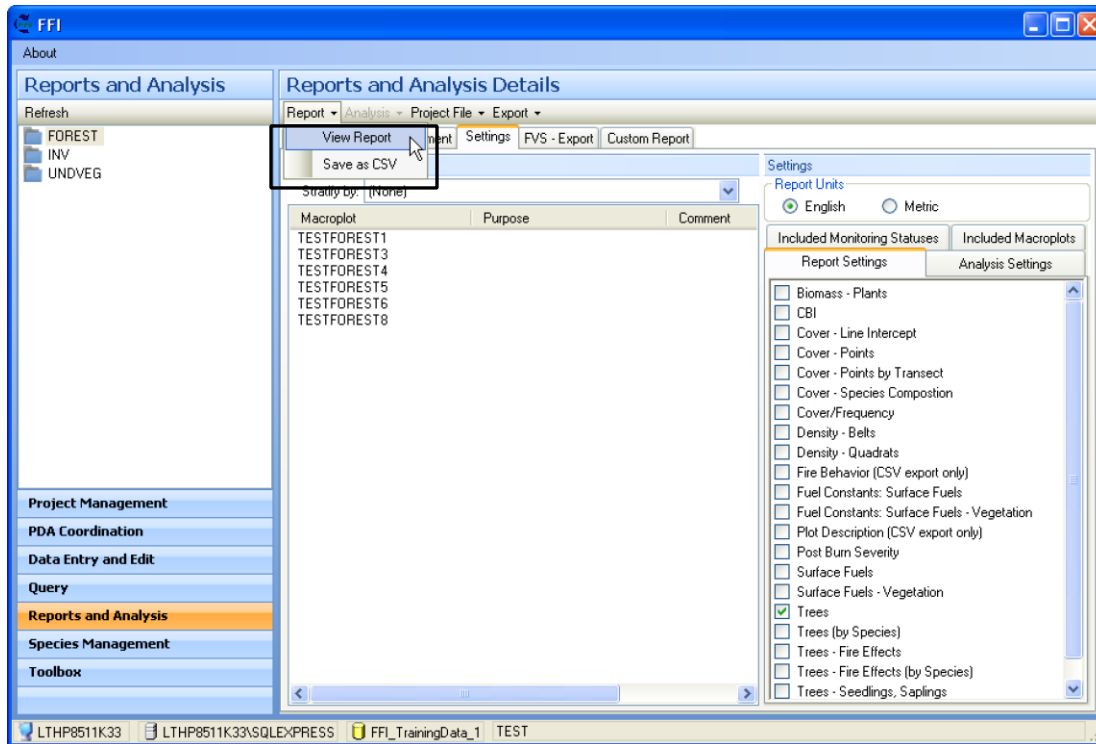 FFI
About
Reports and Analysis
Refresh
FOREST
INV
UNDVEG
Project Management
PDA Coordination
Data Entry and Edit
Query
Reports and Analysis
Species Management
Toolbox
Reports and Analysis Details
Report Analysis Project File Export
View Report
Save as CSV
ment Settings FVS - Export Custom Report
Stratify by: (None)
Macroplot Purpose Comment
TESTFOREST1
TESTFOREST3
TESTFOREST4
TESTFOREST5
TESTFOREST6
TESTFOREST8
Settings
Report Units
English Metric
Included Monitoring Statuses Included Macroplots
Report Settings Analysis Settings
Biomass - Plants
CBI
Cover - Line Intercept
Cover - Points
Cover - Points by Transect
Cover - Species Compostion
Cover/Frequency
Density - Belts
Density - Quadrats
Fire Behavior (CSV export only)
Fuel Constants: Surface Fuels
Fuel Constants: Surface Fuels - Vegetation
Plot Description (CSV export only)
Post Burn Severity
Surface Fuels
Surface Fuels - Vegetation
Trees
Trees (by Species)
Trees - Fire Effects
Trees - Fire Effects (by Species)
Trees - Seedlings, Saplings
LTHP8511K33 LTHP8511K33\SQLEXPRESS FFI_TrainingData_1 TEST